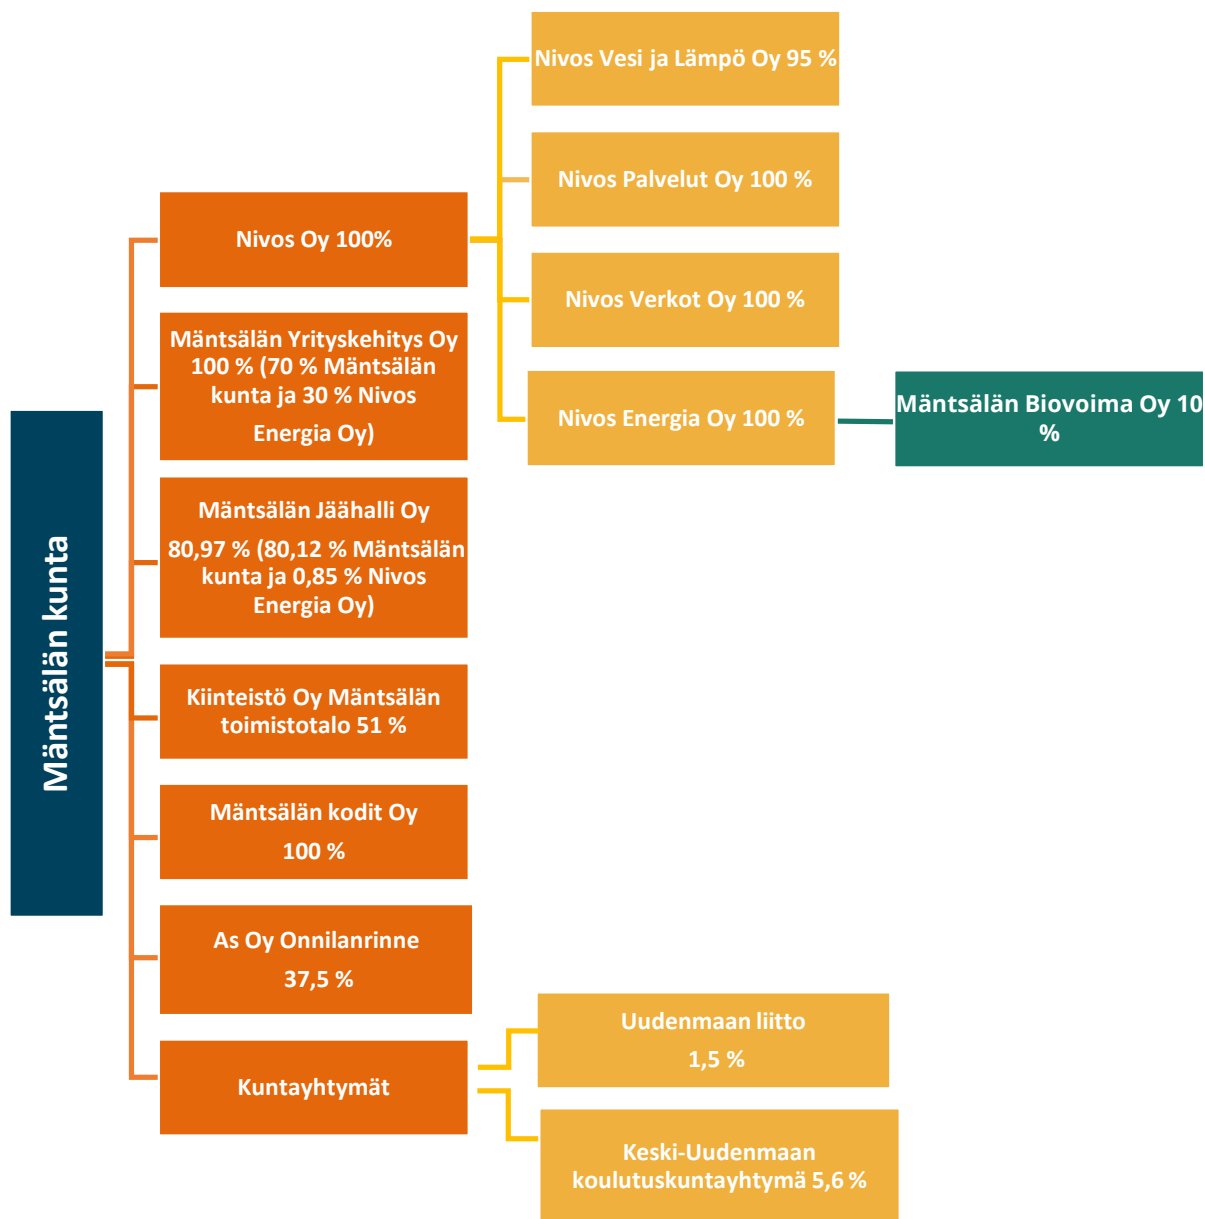 Mäntsälän kunta
Nivos Oy 100%
Mäntsälän Yrityskehitys Oy
100 % (70 % Mäntsälän
kunta ja 30 % Nivos
Energia Oy)
Mäntsälän Jäähalli Oy
80,97 % (80,12 % Mäntsälän
kunta ja 0,85 % Nivos
Energia Oy)
Kiinteistö Oy Mäntsälän
toimistotalo 51 %
Mäntsälän kodit Oy
100 %
As Oy Onnilanrinne
37,5 %
Kuntayhtymät
Nivos Vesi ja Lämpö Oy 95 %
Nivos Palvelut Oy 100 %
Nivos Verkot Oy 100 %
Nivos Energia Oy 100 %
Mäntsälän Biovoima Oy 10
%
Uudenmaan liitto
1,5 %
Keski-Uudenmaan
koulutuskuntayhtymä 5,6 %